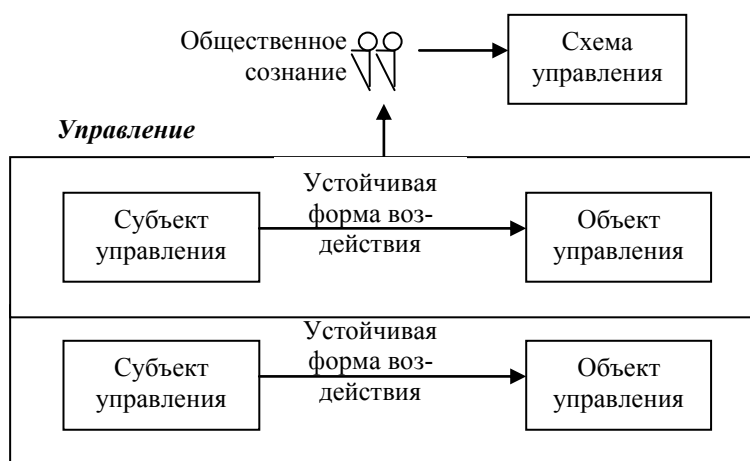 Общественное
сознание
Схема
управления
Управление
Субъект
управления
Устойчивая
форма воз-
действия
Объект
управления
Субъект
управления
Устойчивая
форма воз-
действия
Объект
управления